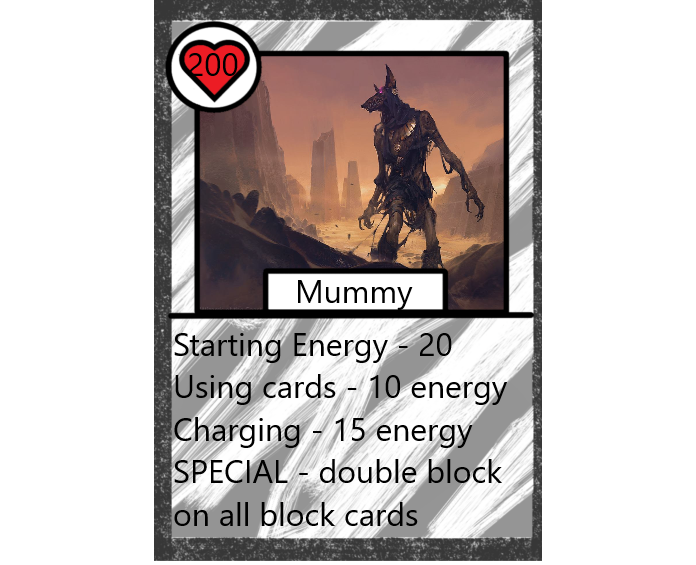 200
Mummy
Starting Energy - 20
Using cards - 10 energy
Charging - 15 energy
SPECIAL - double block
on all block cards